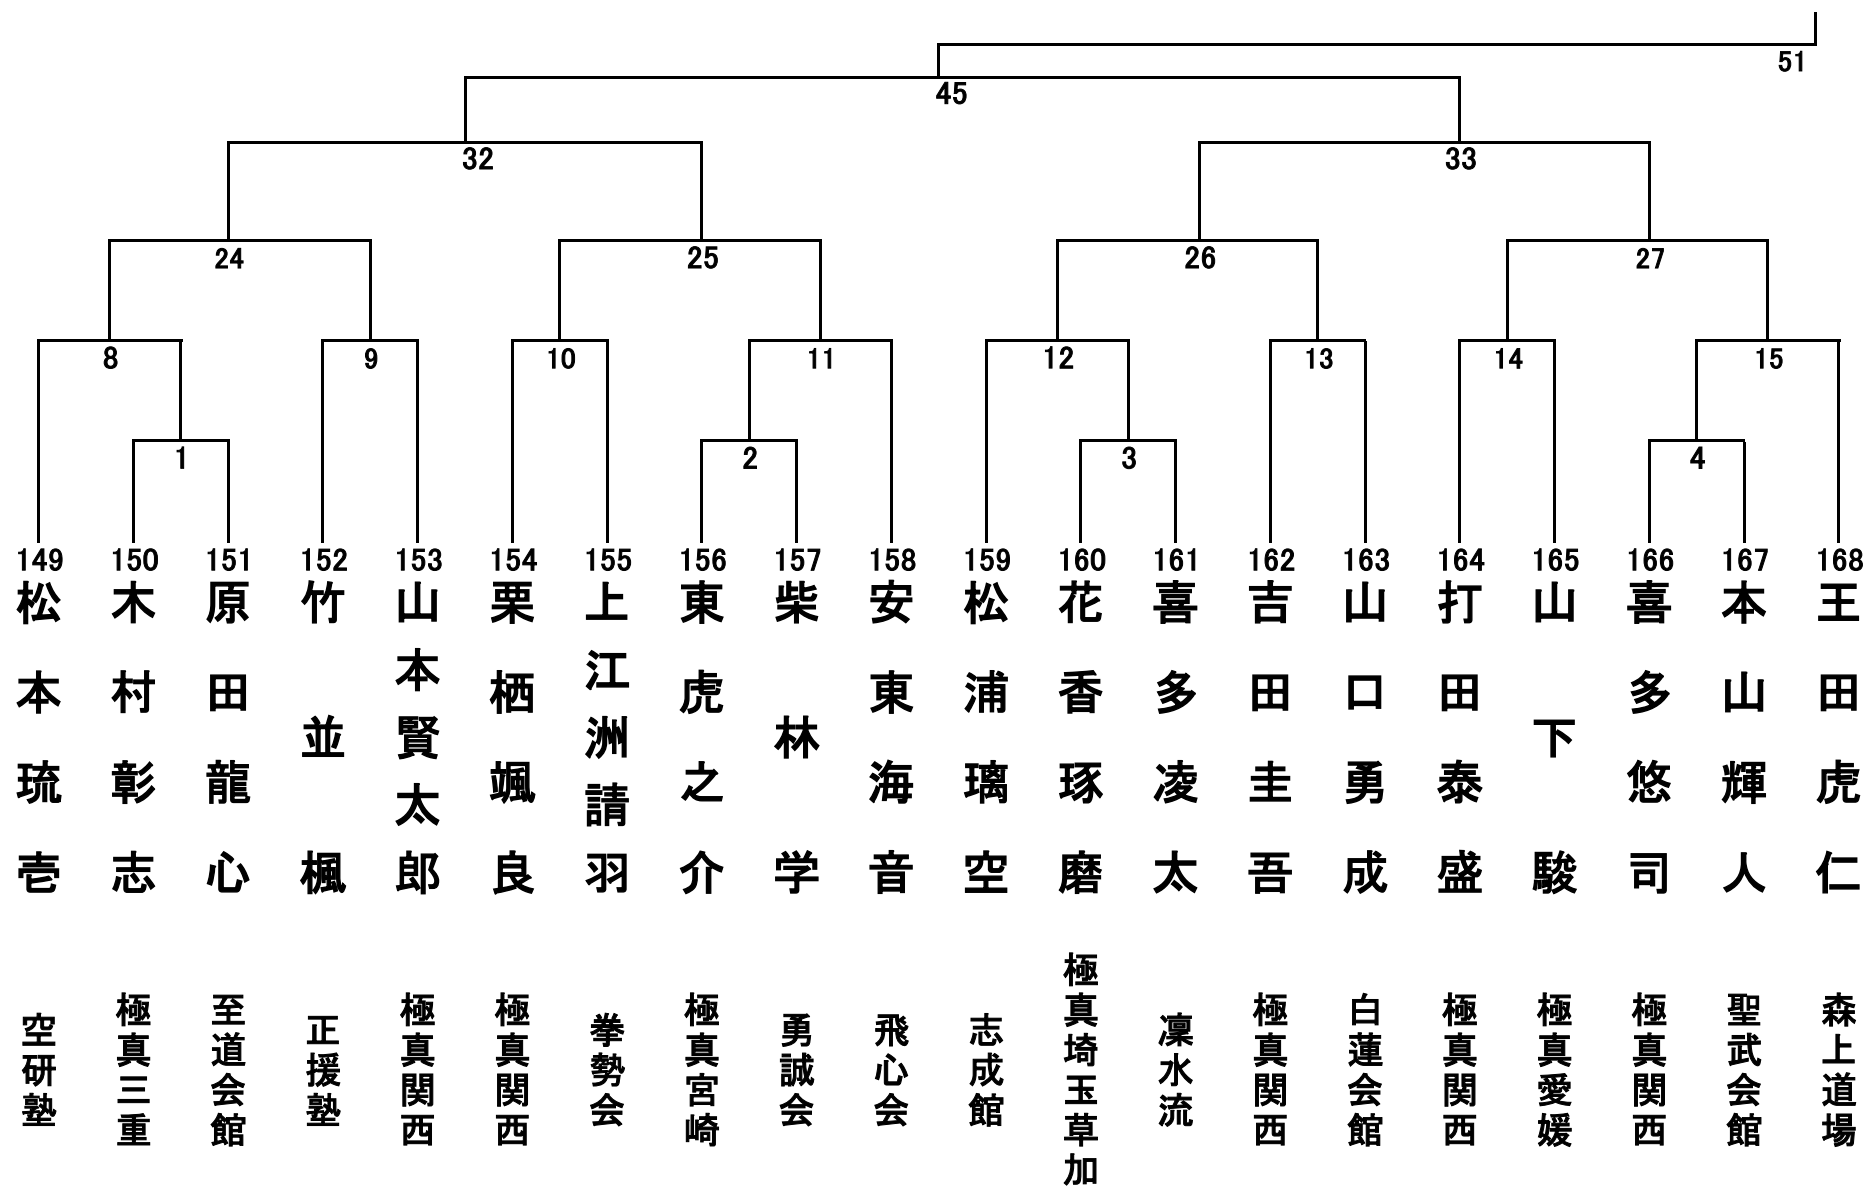 51
45
32
33
24
25
26
27
8
9
10
11
12
13
14
15
1
2
3
4
149
松本琉壱
空研塾
150
木村彰志
極真三重
151
原田龍心
至道会館
152
竹並楓
正援塾
153
山本賢太郎
極真関西
154
栗栖颯良
極真関西
155
上江洲請羽
拳勢会
156
東虎之介
極真宮崎
157
柴林学
勇誠会
158
安東海音
飛心会
159
松浦璃空
志成館
160
花香琢磨
極真埼玉草加
161
喜多凌太
凜水流
162
吉田圭吾
極真関西
163
山口勇成
白蓮会館
164
打田泰盛
極真関西
165
山下駿
極真愛媛
166
喜多悠司
極真関西
167
本山輝人
聖武会館
168
王田虎仁
森上道場